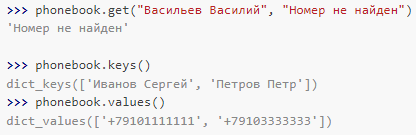 >>> phonebook.get("Васильев Василий", "Номер не найден")
'Номер не найден'
>>> phonebook.keys()
dict_keys(['Иванов Сергей', 'Петров Петр'])
>>> phonebook.values()
dict_values(['+79101111111', '+79103333333'])